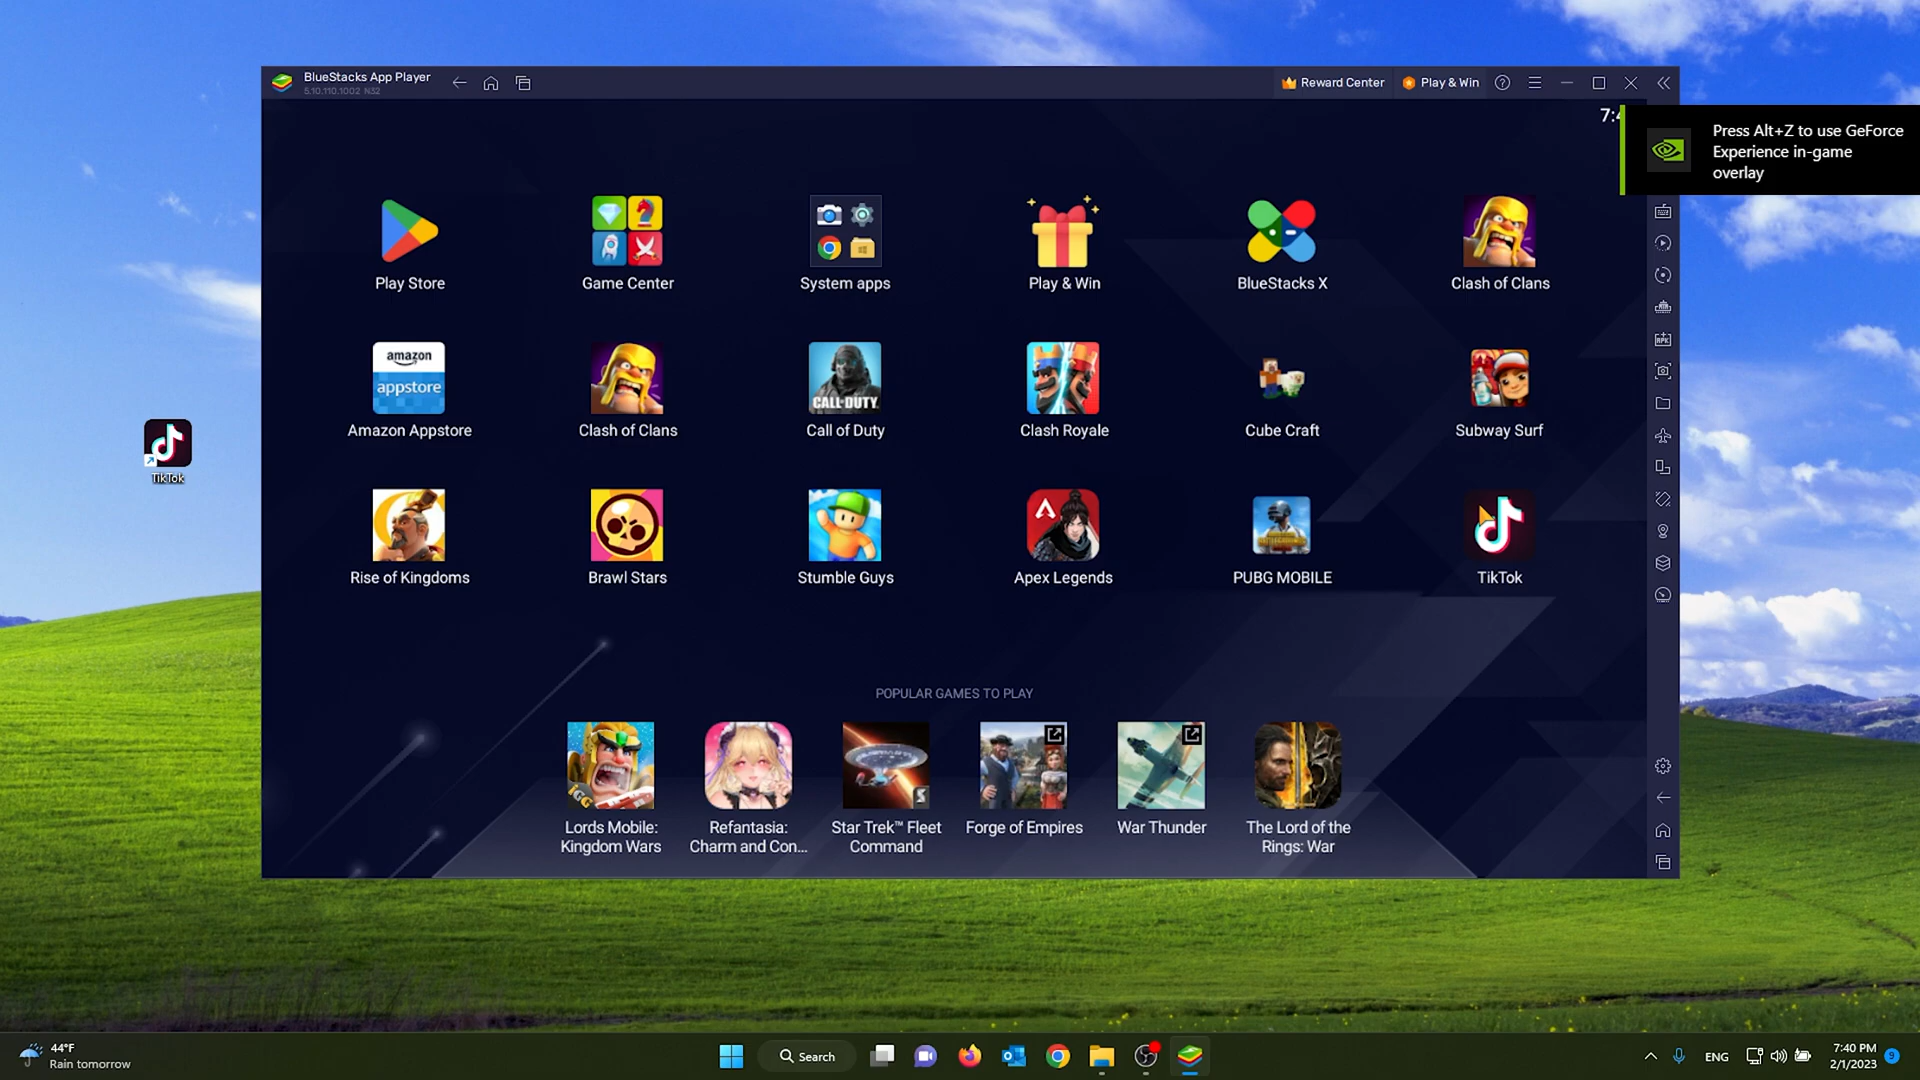 BlueStacks App Player
5.10.110.1002 N32
Reward Center
Play & Win
7:4
Press Alt+Z to use GeForce
Experience in-game
overlay
Play Store
Game Center
System apps
Play & Win
BlueStacks X
Clash of Clans
amazon
appstore
CALL·DUTY
Amazon Appstore
Clash of Clans
Call of Duty
Clash Royale
Cube Craft
Subway Surf
TikTok
Rise of Kingdoms
Brawl Stars
Stumble Guys
Apex Legends
PUBG MOBILE
TikTok
POPULAR GAMES TO PLAY
IGG
Lords Mobile:
Kingdom Wars
Refantasia:
Charm and Con...
Star Trek™ Fleet
Command
Forge of Empires
War Thunder
The Lord of the
Rings: War
44°F
Rain tomorrow
Search
ENG
7:40 PM
2/1/2023
9